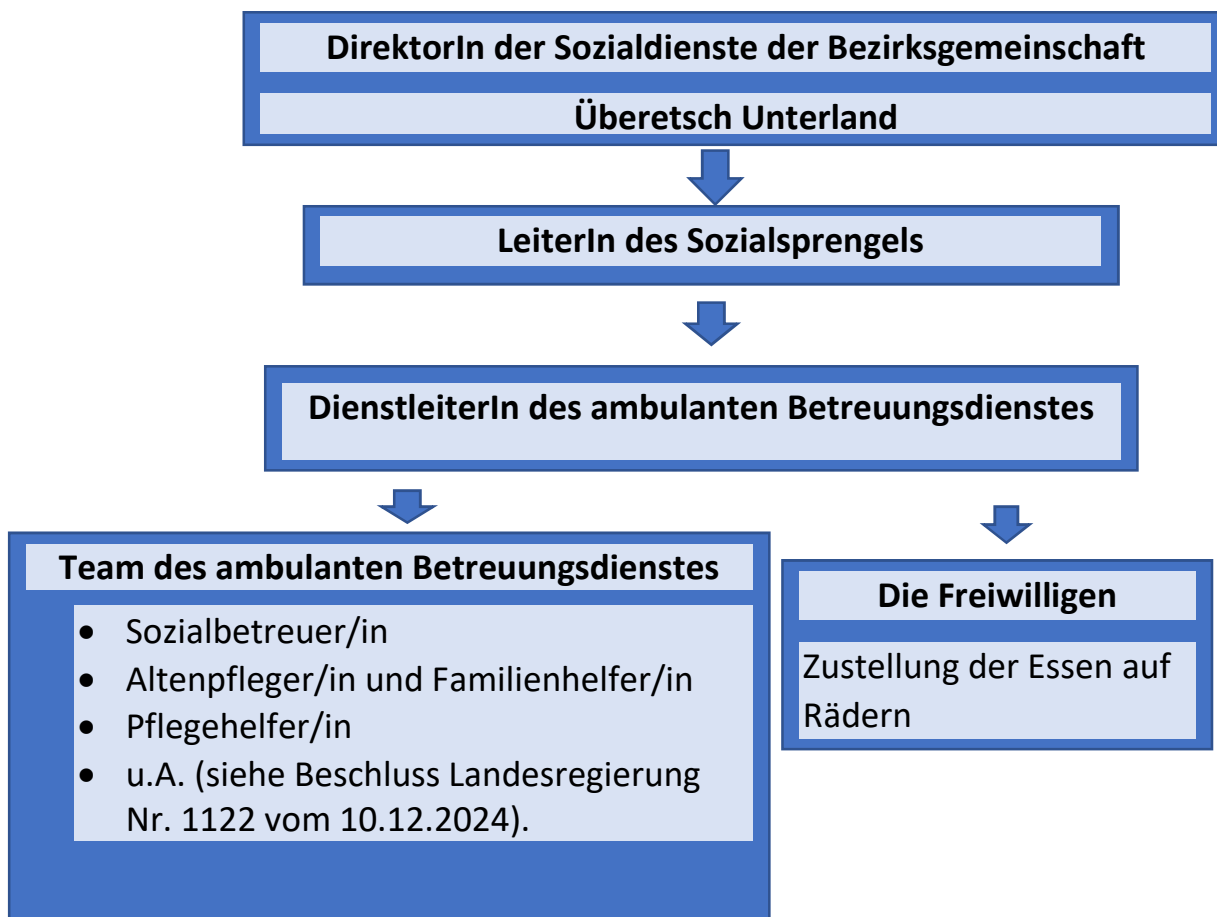 DirektorIn der Sozialdienste der Bezirksgemeinschaft
Überetsch Unterland
LeiterIn des Sozialsprengels
DienstleiterIn des ambulanten Betreuungsdienstes
Team des ambulanten Betreuungsdienstes
• Sozialbetreuer/in
• Altenpfleger/in und Familienhelfer/in
• Pflegehelfer/in
• u.A. (siehe Beschluss Landesregierung
Nr. 1122 vom 10.12.2024).
Die Freiwilligen
Zustellung der Essen auf
Rädern